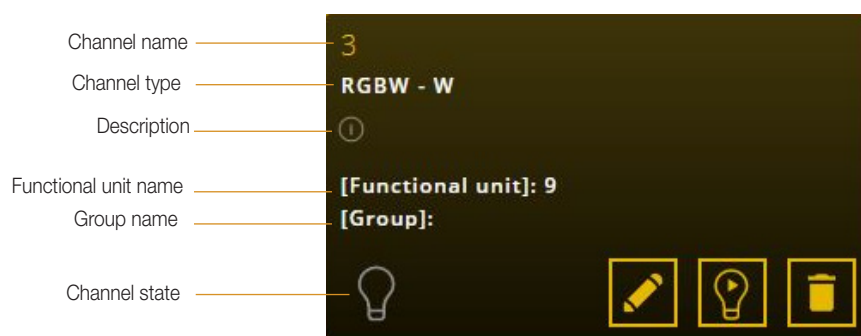 Channel name
3
Channel type
RGBW - W
Description
Functional unit name
[Functional unit]: 9
Group name
[Group]:
Channel state